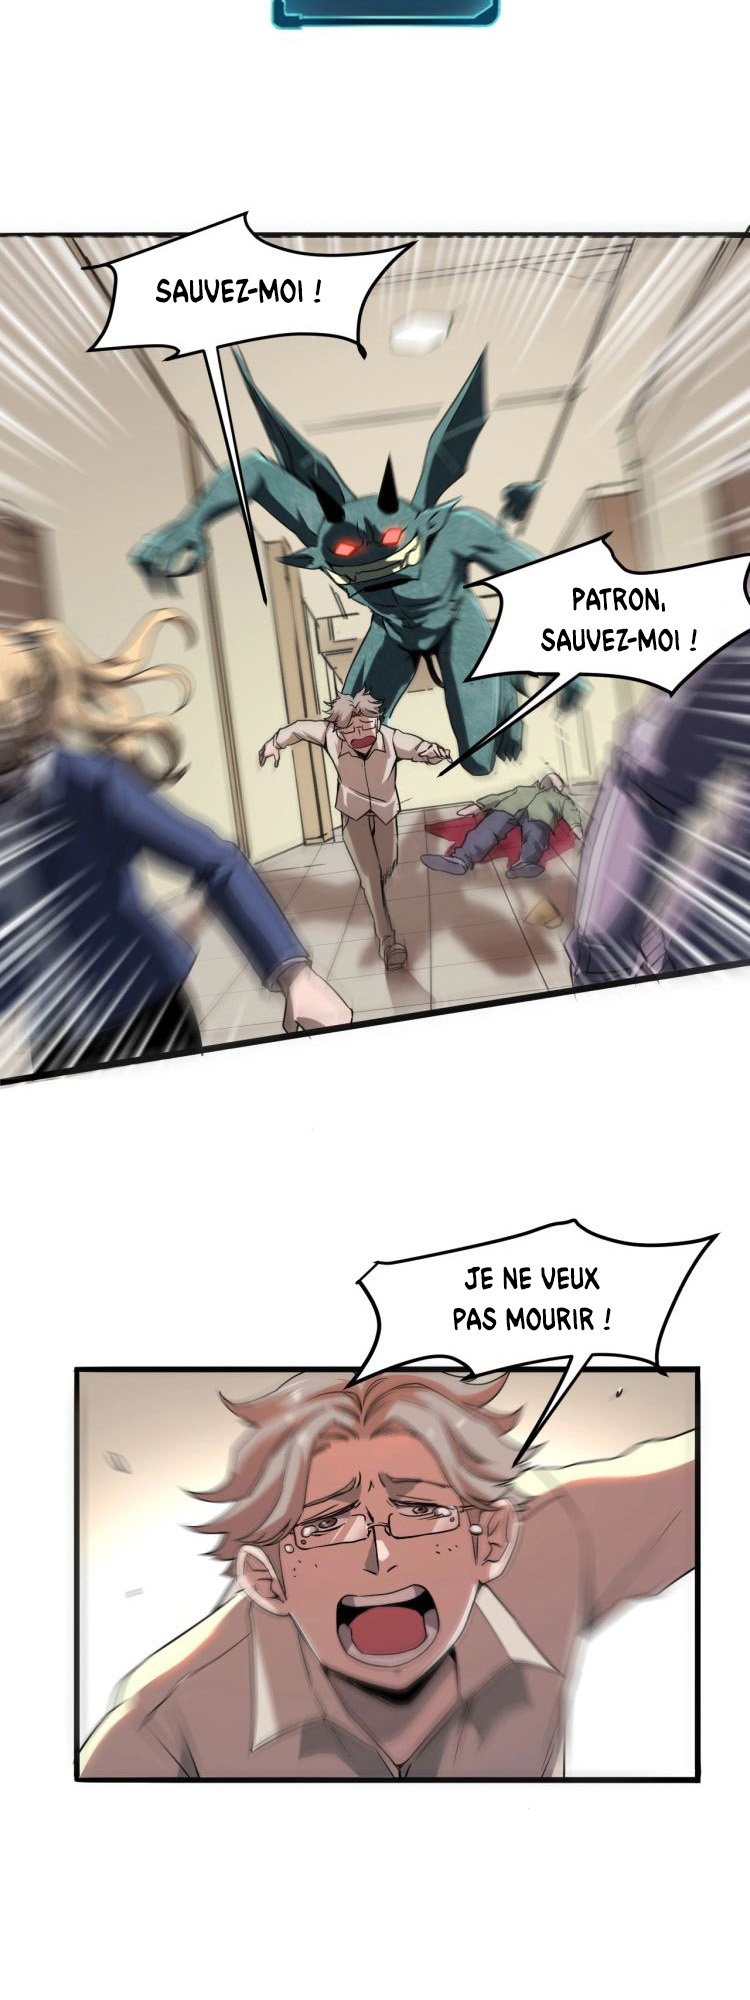 SAUVEZ-MOI !
PATRON,
SAUVEZ-MOI !
JE NE VEUX
PAS MOURIR !